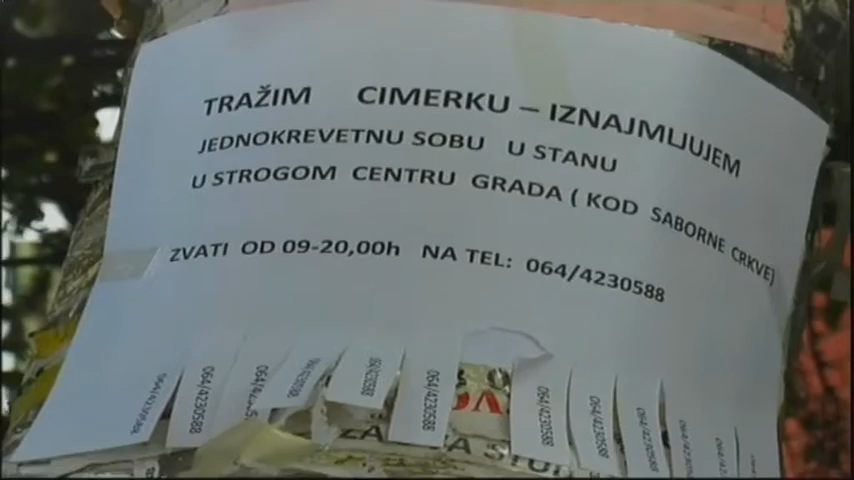 TRAŽIM CIMERKU – IZNAJMLJUJEM
JEDNOKREVETNU SOBU U STANU
U STROGOM CENTRU GRADA ( KOD SABORNE CRKVE)
ZVATI OD 09-20,00h NA TEL: 064/4230588
064/4230588
064/4230588
064/4230588
064/4230588
064/4230588
064/4230588
ZA